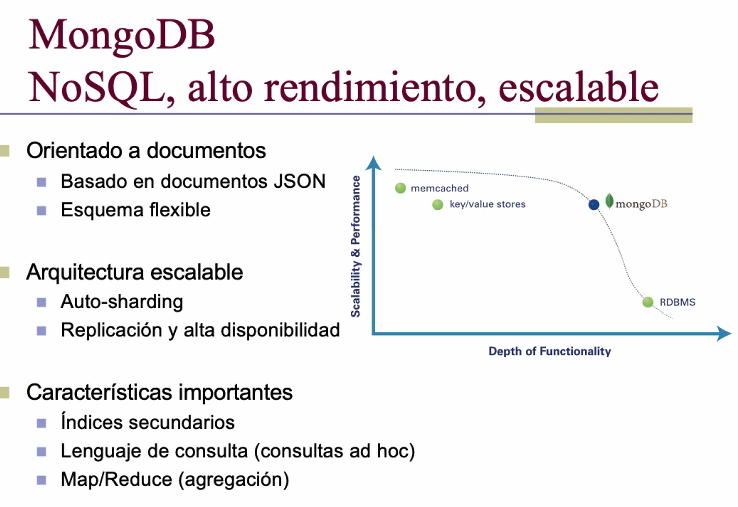 MongoDB
NoSQL, alto rendimiento, escalable
Orientado a documentos
Basado en documentos JSON
Esquema flexible
Arquitectura escalable
Auto-sharding
Replicación y alta disponibilidad
Características importantes
Índices secundarios
Lenguaje de consulta (consultas ad hoc)
Map/Reduce (agregación)
Scalability & Performance
memcached
key/value stores
mongoDB
RDBMS
Depth of Functionality